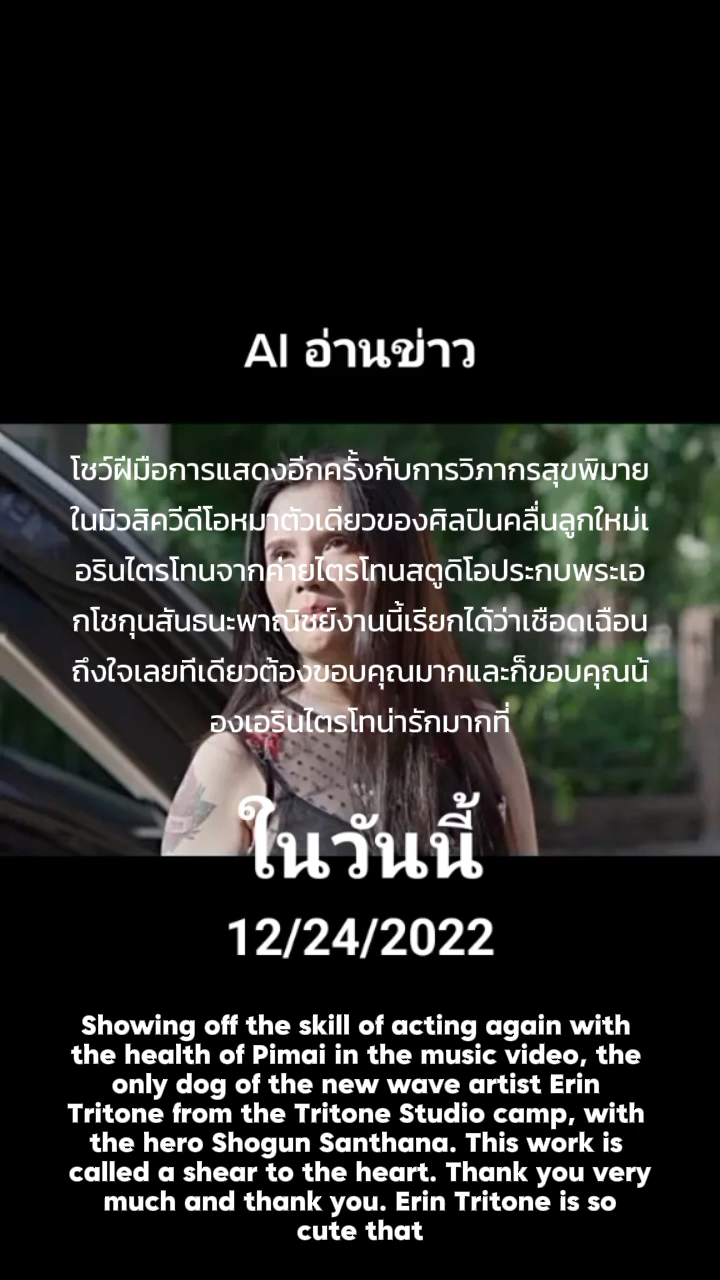 AI อ่านข่าว
โชว์ฝีมือการแสดงอีกครั้งกับการวิภากรสุขพิมาย
ในมิวสิควีดีโอหมาตัวเดียวของศิลปินคลื่นลูกใหม่เ
อรินไตรโทนจากค่ายไตรโทนสตูดิโอประกบพระเอ
กโชกุนสันธนะพาณิชย์งานนี้เรียกได้ว่าเชือดเฉือน
ถึงใจเลยทีเดียวต้องขอบคุณมากและก็ขอบคุณน้
องเอรินไตรโทน่ารักมากที่
ในวันนี้
12/24/2022
Showing off the skill of acting again with
the health of Pimai in the music video, the
only dog of the new wave artist Erin
Tritone from the Tritone Studio camp, with
the hero Shogun Santhana. This work is
called a shear to the heart. Thank you very
much and thank you. Erin Tritone is so
cute that